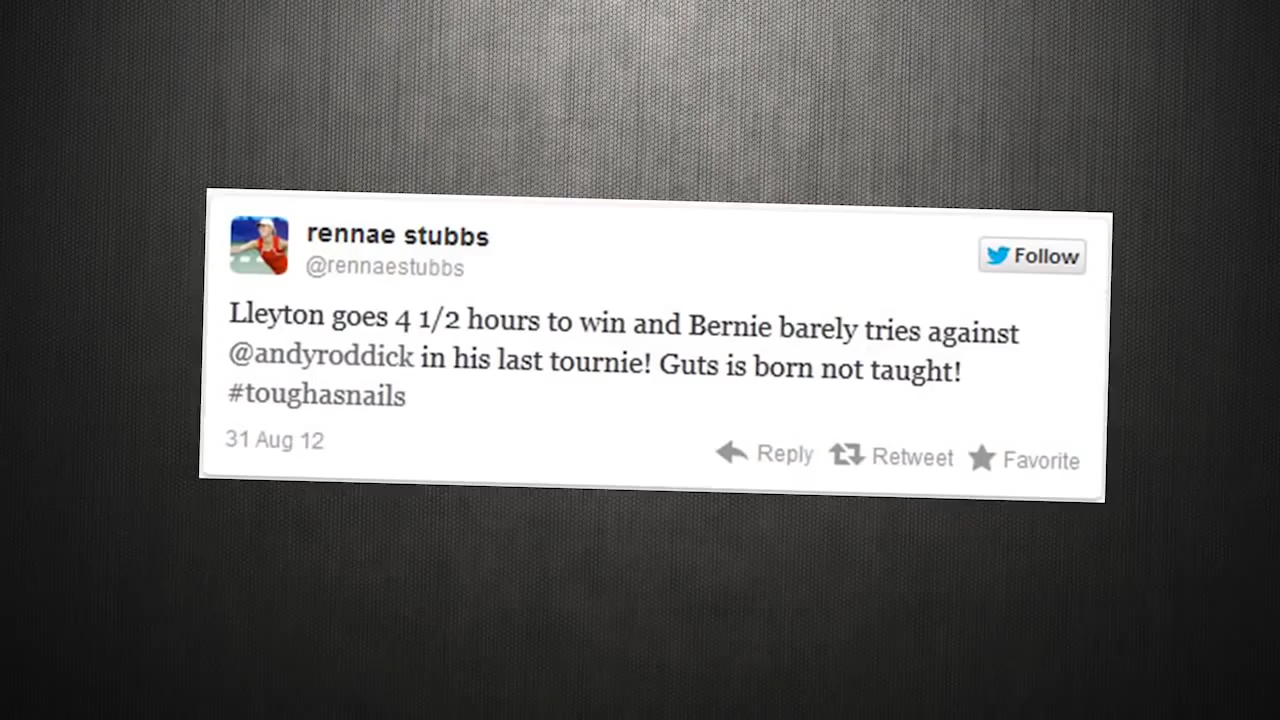 rennae stubbs
@rennaestubbs
Follow
Lleyton goes 4 1/2 hours to win and Bernie barely tries against
@andyroddick in his last tournie! Guts is born not taught!
#toughasnails
31 Aug 12
Reply Retweet Favorite